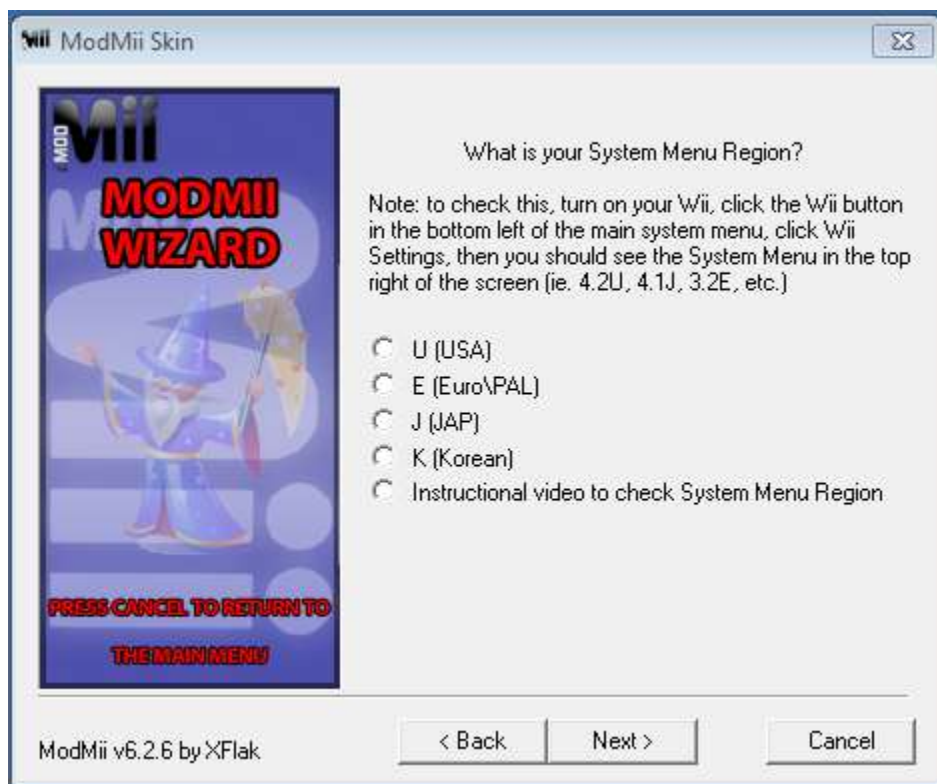 Wii ModMii Skin
MOD Mii
MODMII
WIZARD
PRESS CANCEL TO RETURN TO
THE MAIN MENU
What is your System Menu Region?
Note: to check this, turn on your Wii, click the Wii button
in the bottom left of the main system menu, click Wii
Settings, then you should see the System Menu in the top
right of the screen (ie. 4.2U, 4.1J, 3.2E, etc.)
U (USA)
E (Euro\PAL)
J (JAP)
K (Korean)
Instructional video to check System Menu Region
ModMii v6.2.6 by XFlak
< Back
Next >
Cancel